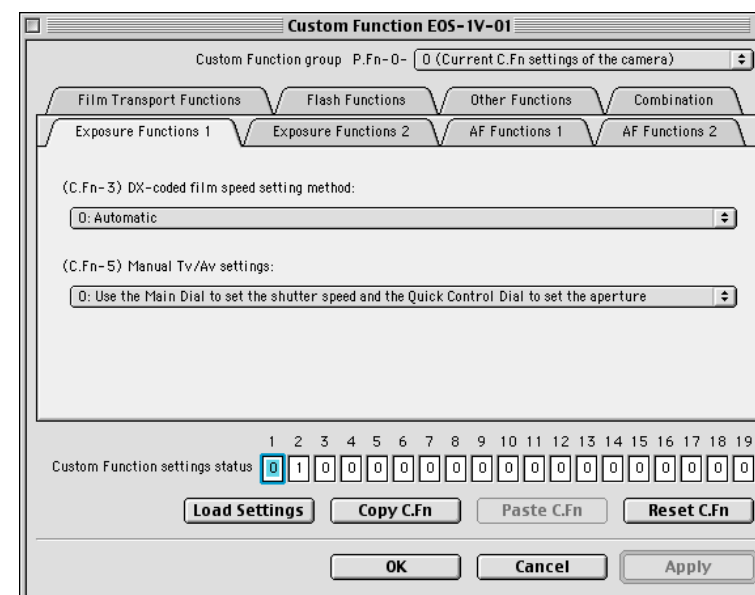 Custom Function EOS-1V-01
Custom Function group P.Fn-0- 0 (Current C.Fn settings of the camera)
Film Transport Functions Flash Functions Other Functions Combination
Exposure Functions 1 Exposure Functions 2 AF Functions 1 AF Functions 2
(C.Fn-3) DX-coded film speed setting method:
0: Automatic
(C.Fn-5) Manual Tv/Av settings:
0: Use the Main Dial to set the shutter speed and the Quick Control Dial to set the aperture
1 2 3 4 5 6 7 8 9 10 11 12 13 14 15 16 17 18 19
Custom Function settings status 0 1 0 0 0 0 0 0 0 0 0 0 0 0 0 0 0 0 0
Load Settings Copy C.Fn Paste C.Fn Reset C.Fn
OK Cancel Apply